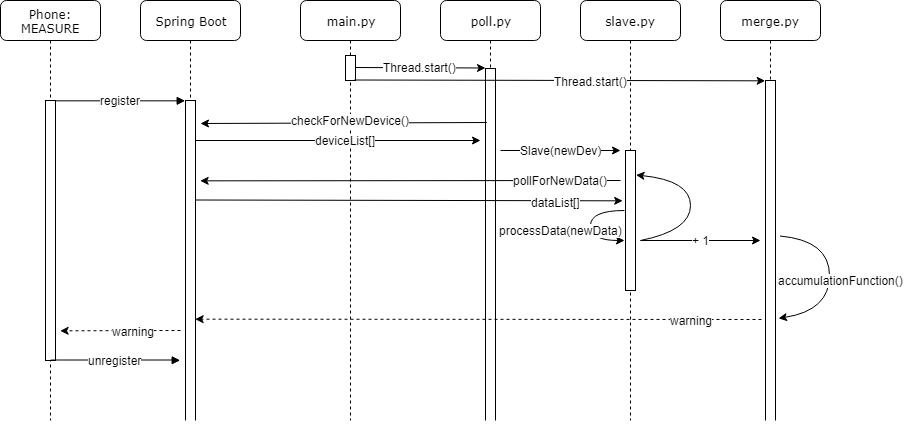 Phone:
MEASURE
Spring Boot
main.py
poll.py
slave.py
merge.py
Thread.start()
Thread.start()
register
checkForNewDevice()
deviceList[]
Slave(newDev)
pollForNewData()
dataList[]
processData(newData)
+ 1
accumulationFunction()
warning
warning
unregister